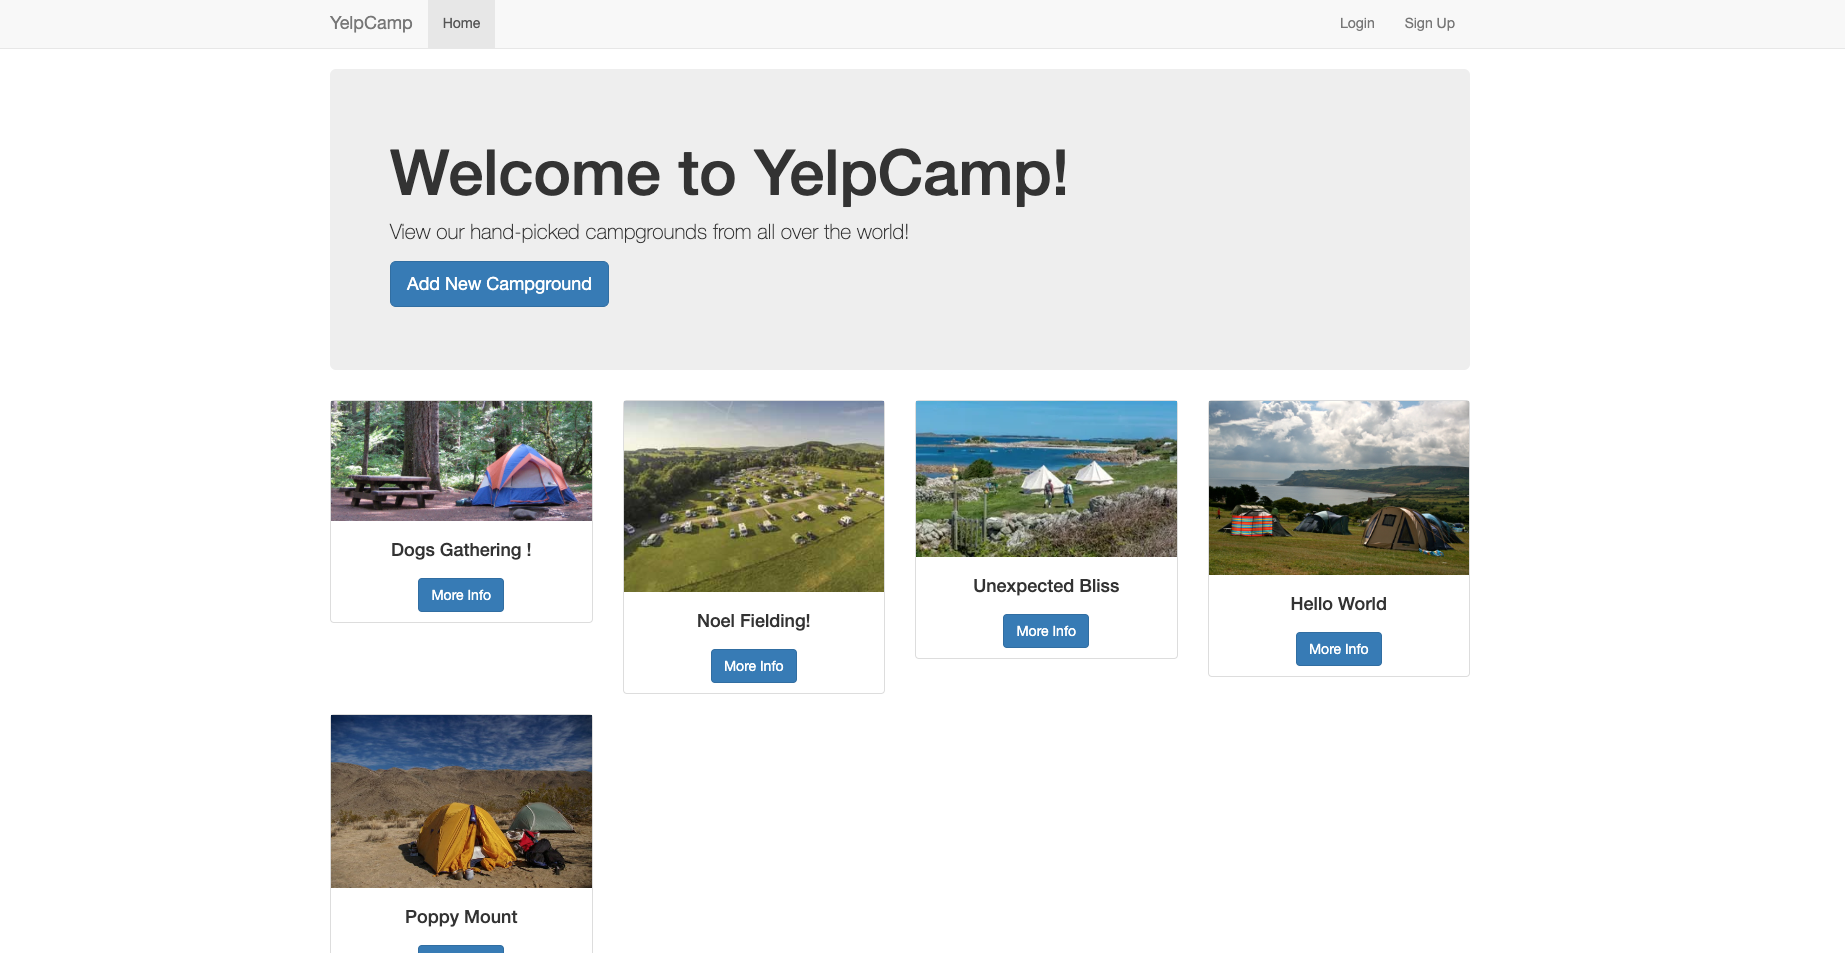 YelpCamp Home Login Sign Up
Welcome to YelpCamp!
View our hand-picked campgrounds from all over the world!
Add New Campground
Dogs Gathering !
More Info
Noel Fielding!
More Info
Unexpected Bliss
More Info
Hello World
More Info
Poppy Mount